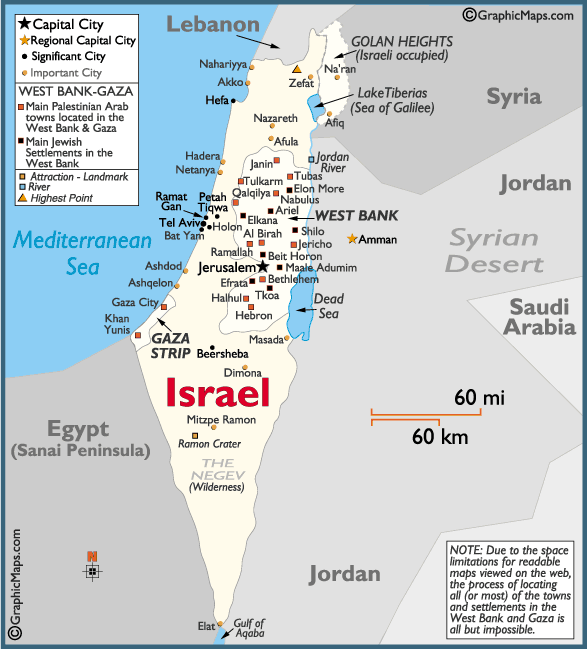 ©GraphicMaps.com
Capital City
Regional Capital City
Significant City
Important City
WEST BANK-GAZA
Main Palestinian Arab
towns located in the
West Bank & Gaza
Main Jewish
Settlements in the
West Bank
Attraction - Landmark
River
Highest Point
Lebanon
GOLAN HEIGHTS
(Israeli occupied)
Nahariyya
Akko
Zefat
Na'ran
Hefa
Lake Tiberias
(Sea of Galilee)
Syria
Nazareth
Afiq
Afula
Hadera
Netanya
Janin
Jordan
River
Tulkarm
Tubas
Elon More
Qalqilya
Nabulus
Jordan
Ramat
Gan
Petah
Tiqwa
Ariel
Elkana
WEST BANK
Tel Aviv
Holon
Bat Yam
Al Birah
Shilo
Amman
Mediterranean
Sea
Ramallah
Jericho
Beit Horon
Syrian
Desert
Ashdod
Jerusalem
Maale Adumim
Ashqelon
Efrata
Bethlehem
Tkoa
Gaza City
Halhul
Hebron
Dead
Sea
Saudi
Arabia
Khan
Yunis
GAZA
STRIP
Masada
Beersheba
Dimona
Israel
60 mi
60 km
Mitzpe Ramon
Egypt
(Sanai Peninsula)
Ramon Crater
THE
NEGEV
(Wilderness)
N
Jordan
NOTE: Due to the space
limitations for readable
maps viewed on the web,
the process of locating
all (or most) of the towns
and settlements in the
West Bank and Gaza is
all but impossible.
Elat
Gulf of
Aqaba
©GraphicMaps.com